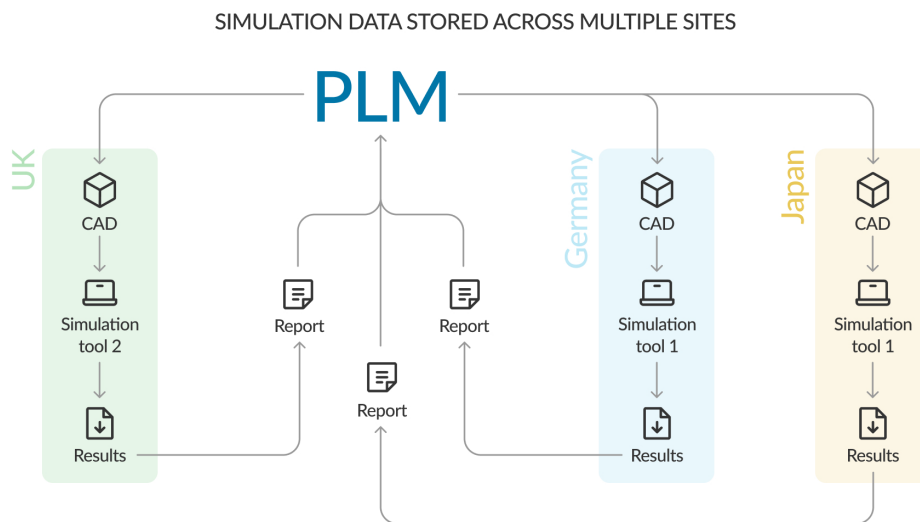 SIMULATION DATA STORED ACROSS MULTIPLE SITES
PLM
UK
CAD
Simulation
tool 2
Results
Report
Report
Report
Germany
CAD
Simulation
tool 1
Results
Japan
CAD
Simulation
tool 1
Results